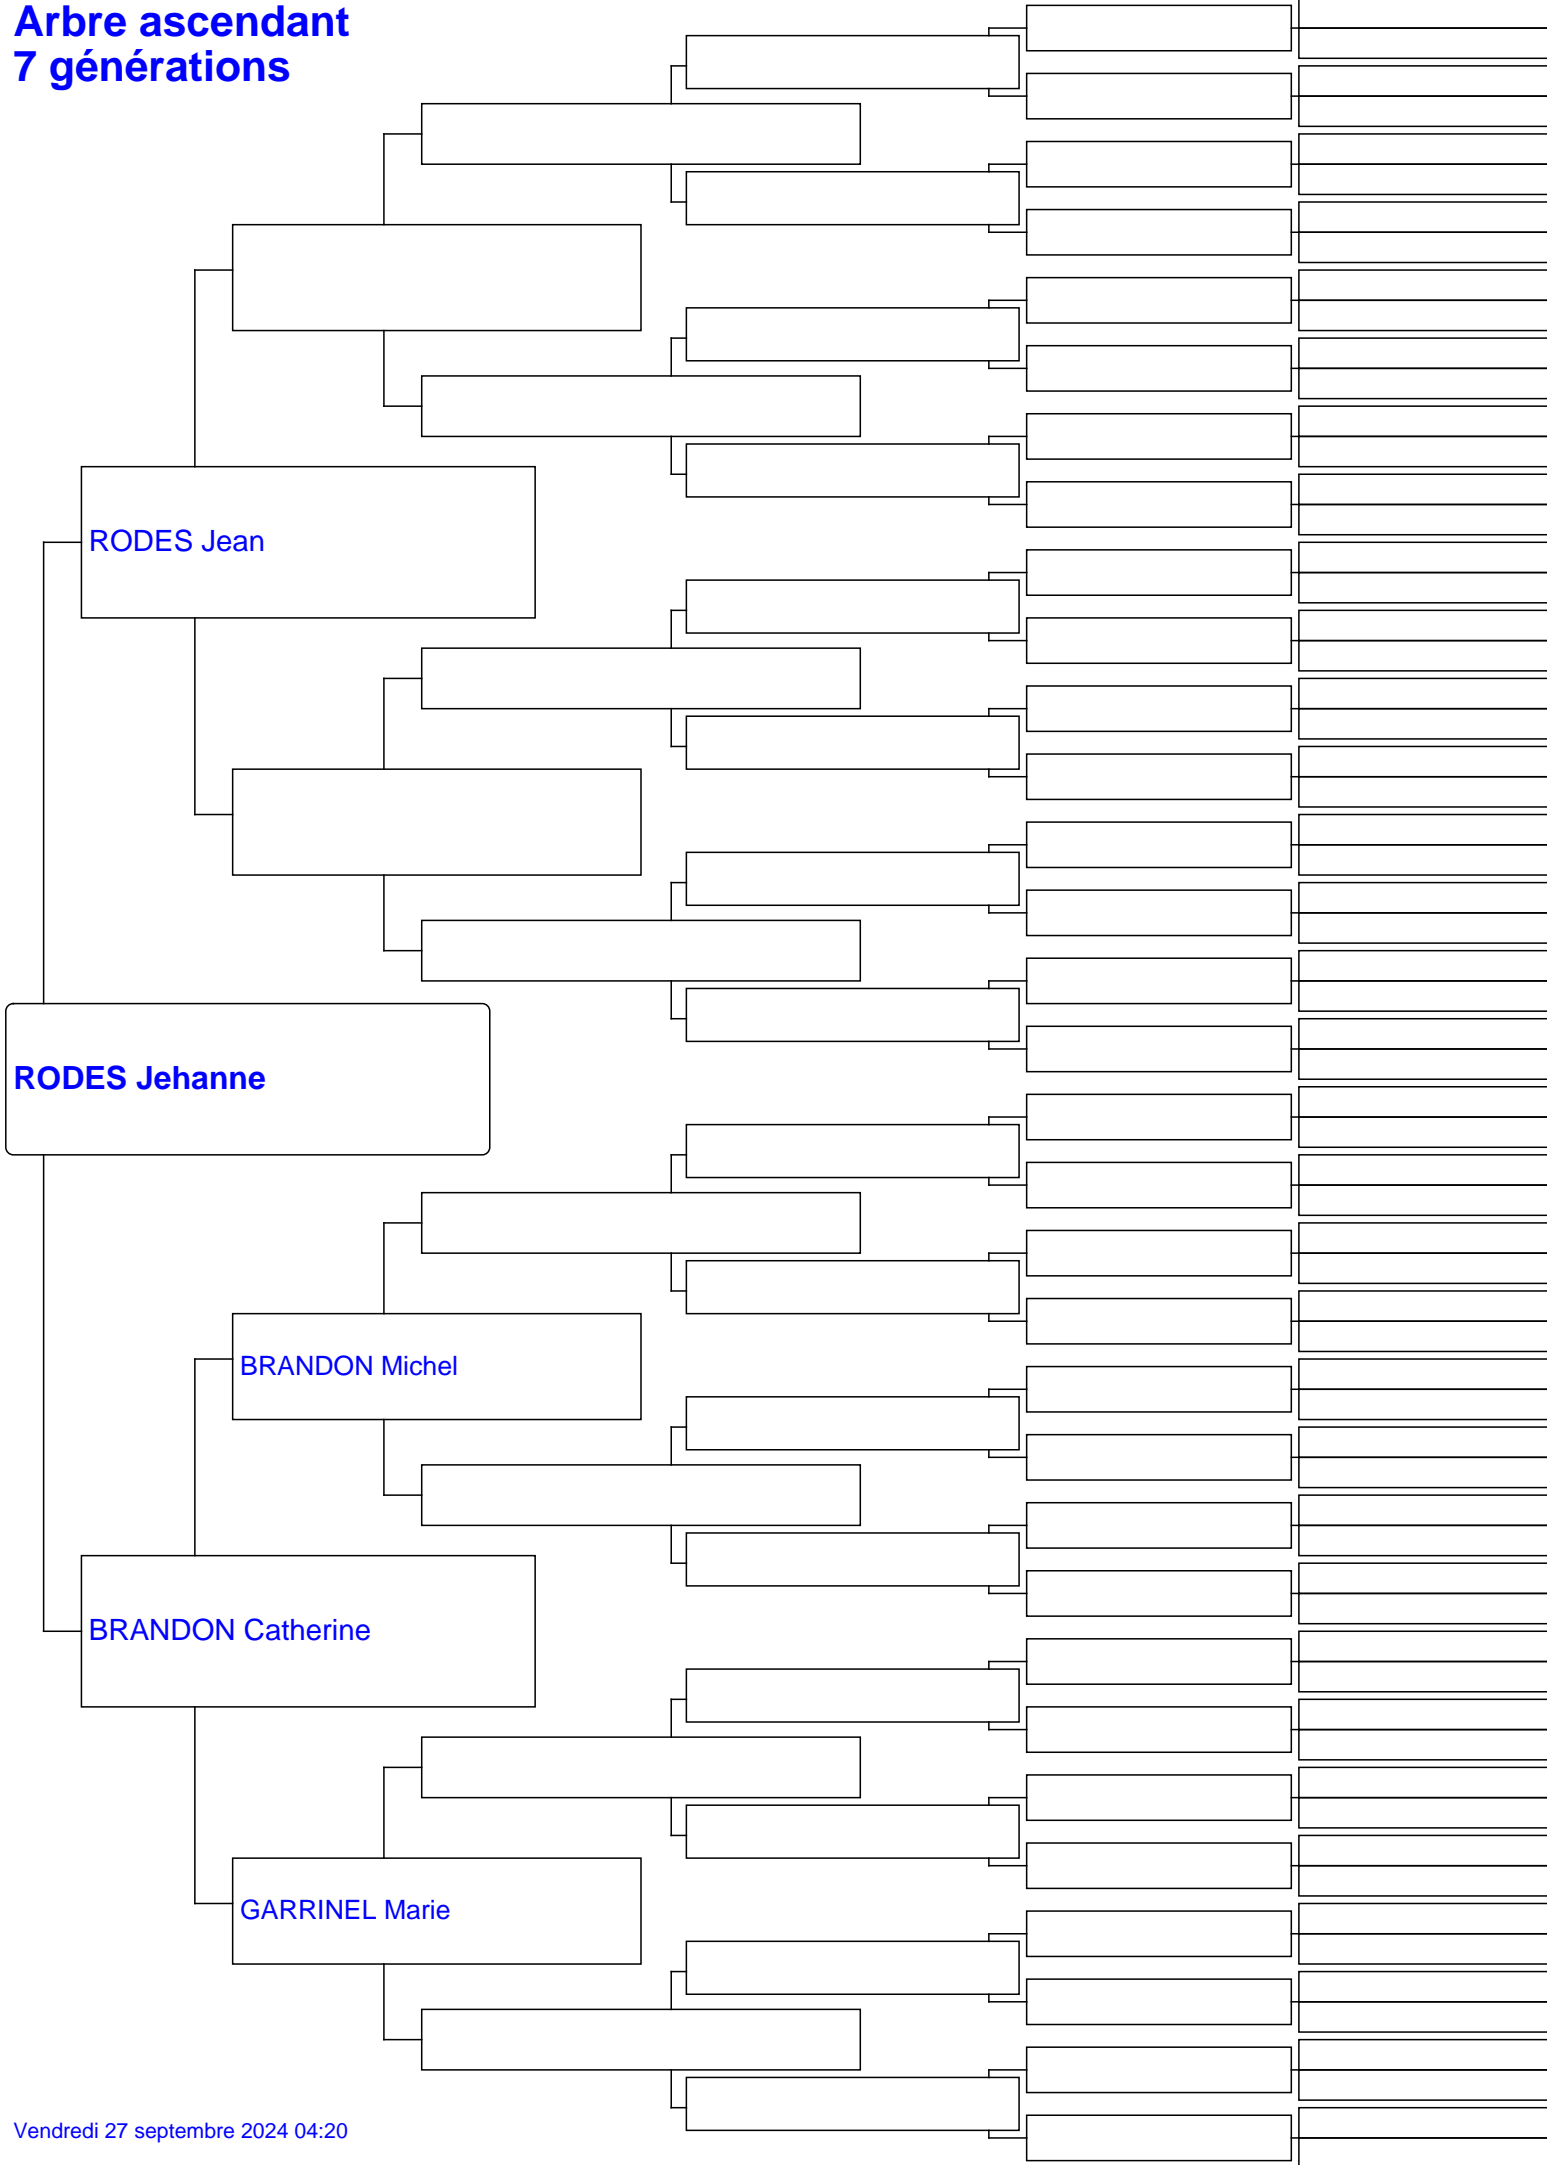 Arbre ascendant
7 générations
RODES Jean
RODES Jehanne
BRANDON Michel
BRANDON Catherine
GARRINEL Marie
Vendredi 27 septembre 2024 04:20